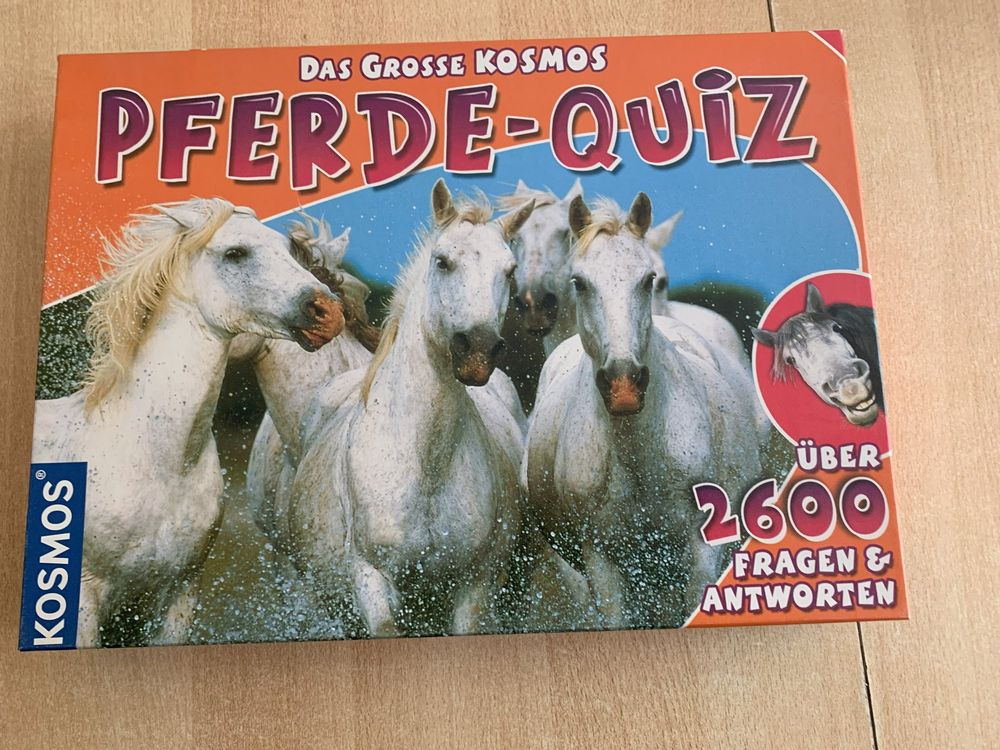 DAS GROSSE KOSMOS
PFERDE-QUiZ
ÜBER
2600
FRAGEN &
ANTWORTEN
KOSMOS®